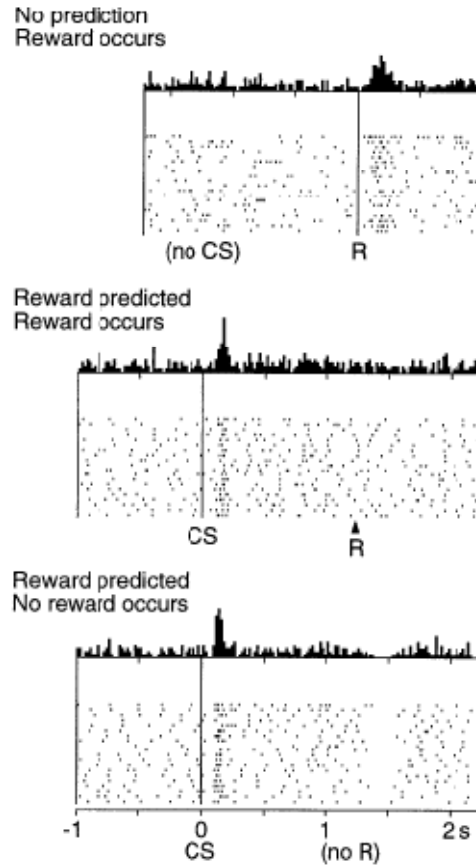 No prediction
Reward occurs
(no CS) R
Reward predicted
Reward occurs
CS R
Reward predicted
No reward occurs
-1 0 1 2 s
CS (no R)